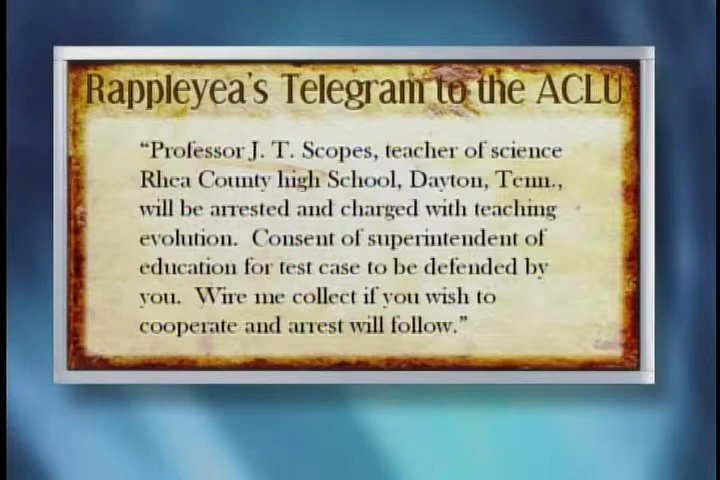 Rappleyea's Telegram to the ACLU
“Professor J. T. Scopes, teacher of science
Rhea County high School, Dayton, Tenn.,
will be arrested and charged with teaching
evolution.  Consent of superintendent of
education for test case to be defended by
you.  Wire me collect if you wish to
cooperate and arrest will follow.”